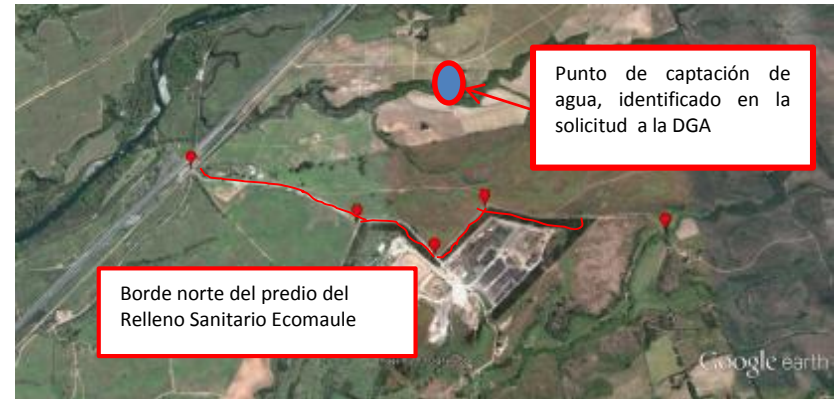 Punto de captación de
agua, identificado en la
solicitud a la DGA
Borde norte del predio del
Relleno Sanitario Ecomaule
Google earth